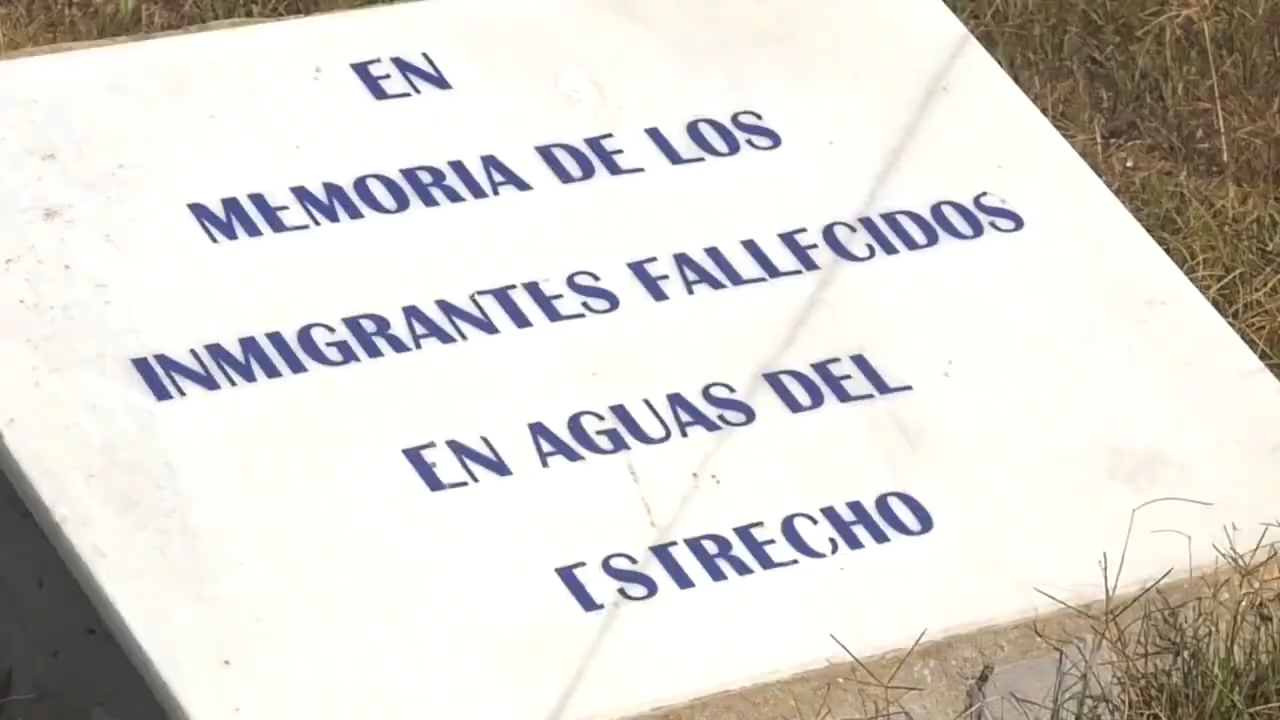 EN
MEMORIA DE LOS
INMIGRANTES FALLECIDOS
EN AGUAS DEL
ESTRECHO